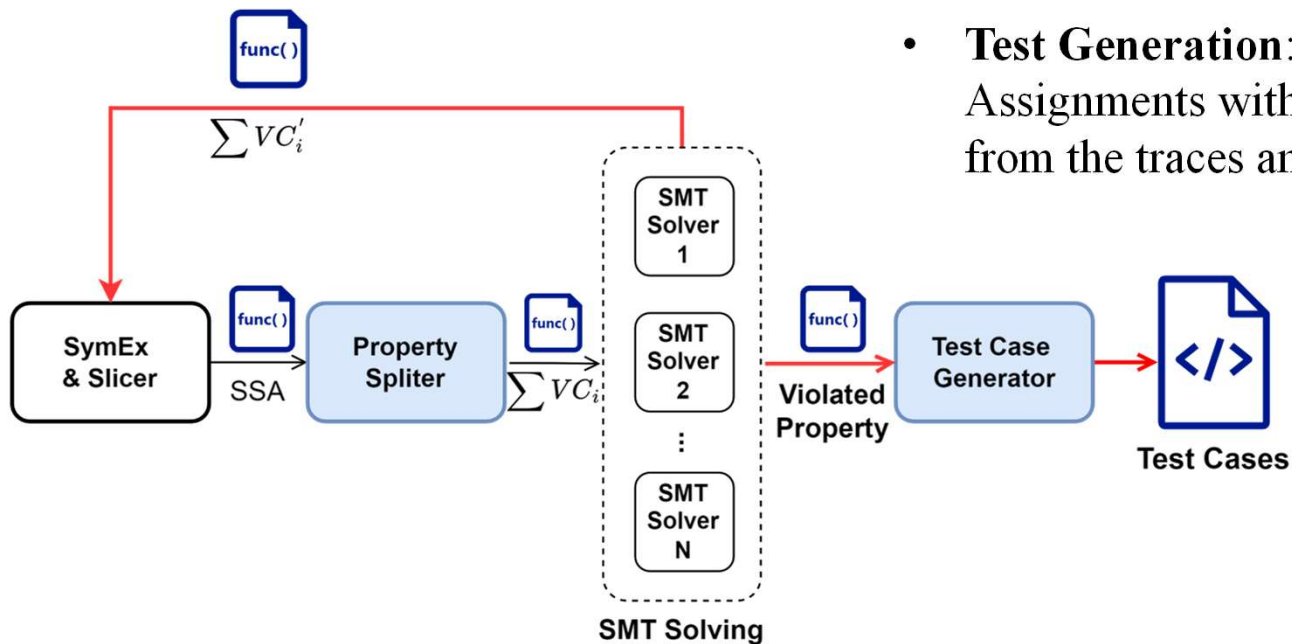 func( )
• Test Generation:
Assignments with
from the traces an
∑ VC′ᵢ
SMT
Solver
1
SymEx
& Slicer
func( )
SSA
Property
Spliter
func( )
∑ VCᵢ
SMT
Solver
2
⋮
SMT
Solver
N
SMT Solving
func( )
Violated
Property
Test Case
Generator
</>
Test Cases